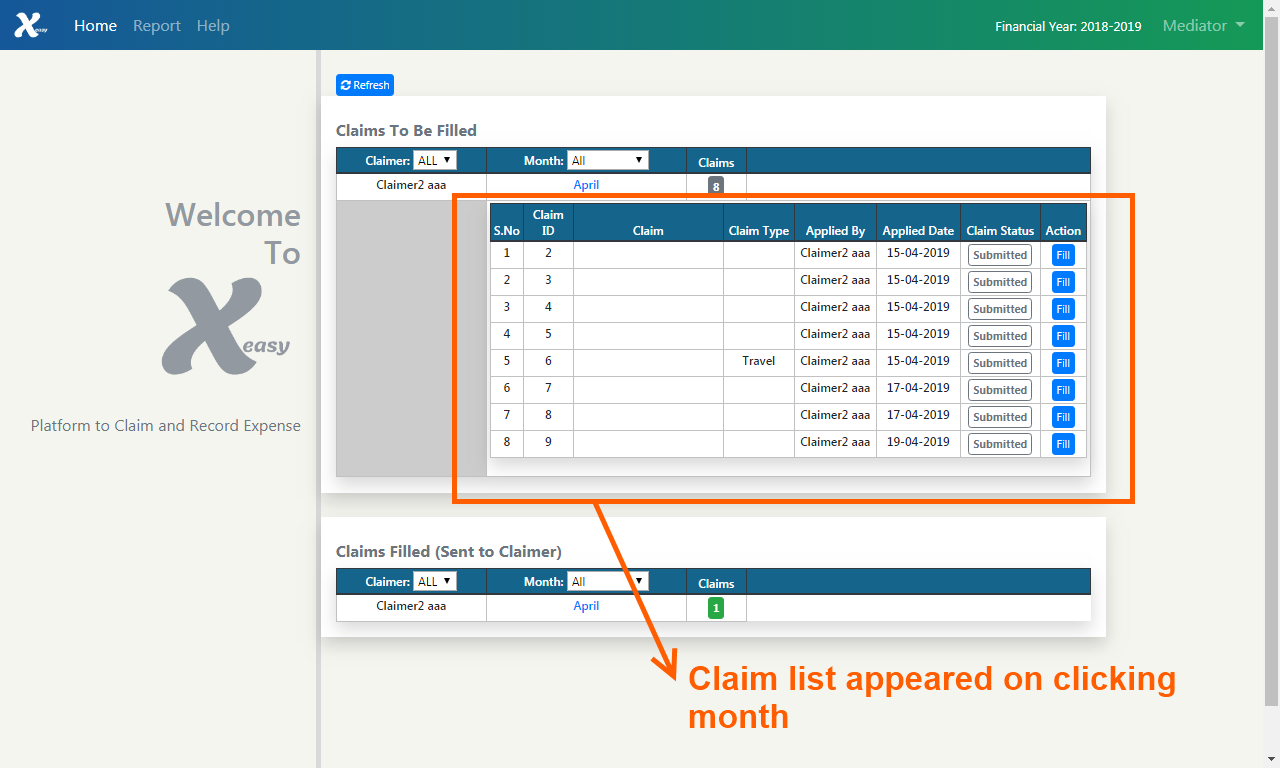 X easy Home Report Help Financial Year: 2018-2019 Mediator
Refresh
Claims To Be Filled
Claimer: ALL Month: All Claims
Claimer2 aaa April 8
Welcome
To
X easy
Platform to Claim and Record Expense
S.No Claim ID Claim Claim Type Applied By Applied Date Claim Status Action
1 2 Claimer2 aaa 15-04-2019 Submitted Fill
2 3 Claimer2 aaa 15-04-2019 Submitted Fill
3 4 Claimer2 aaa 15-04-2019 Submitted Fill
4 5 Claimer2 aaa 15-04-2019 Submitted Fill
5 6 Travel Claimer2 aaa 15-04-2019 Submitted Fill
6 7 Claimer2 aaa 17-04-2019 Submitted Fill
7 8 Claimer2 aaa 17-04-2019 Submitted Fill
8 9 Claimer2 aaa 19-04-2019 Submitted Fill
Claims Filled (Sent to Claimer)
Claimer: ALL Month: All Claims
Claimer2 aaa April 1
Claim list appeared on clicking
month